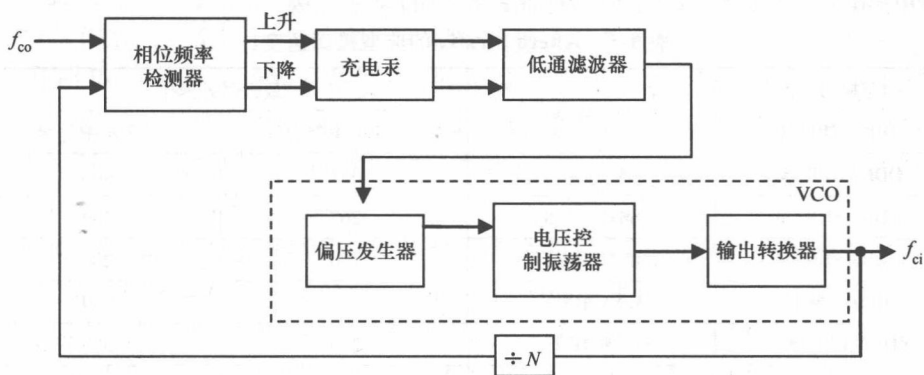 上升
f_co
相位频率
检测器
下降
充电汞
低通滤波器
VCO
偏压发生器
电压控
制振荡器
输出转换器
f_ci
÷N